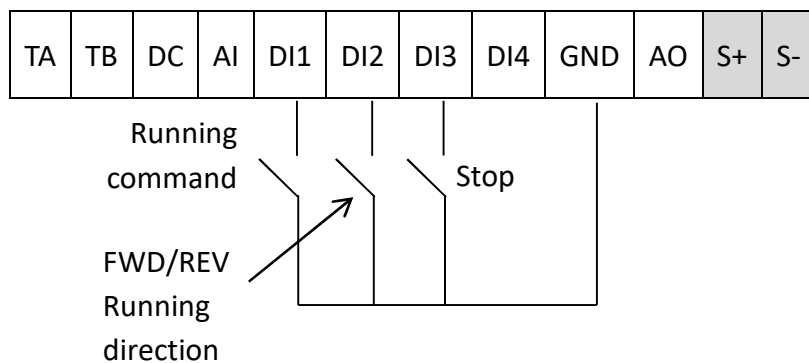 TA TB DC AI DI1 DI2 DI3 DI4 GND AO S+ S-
Running
command
Stop
FWD/REV
Running
direction